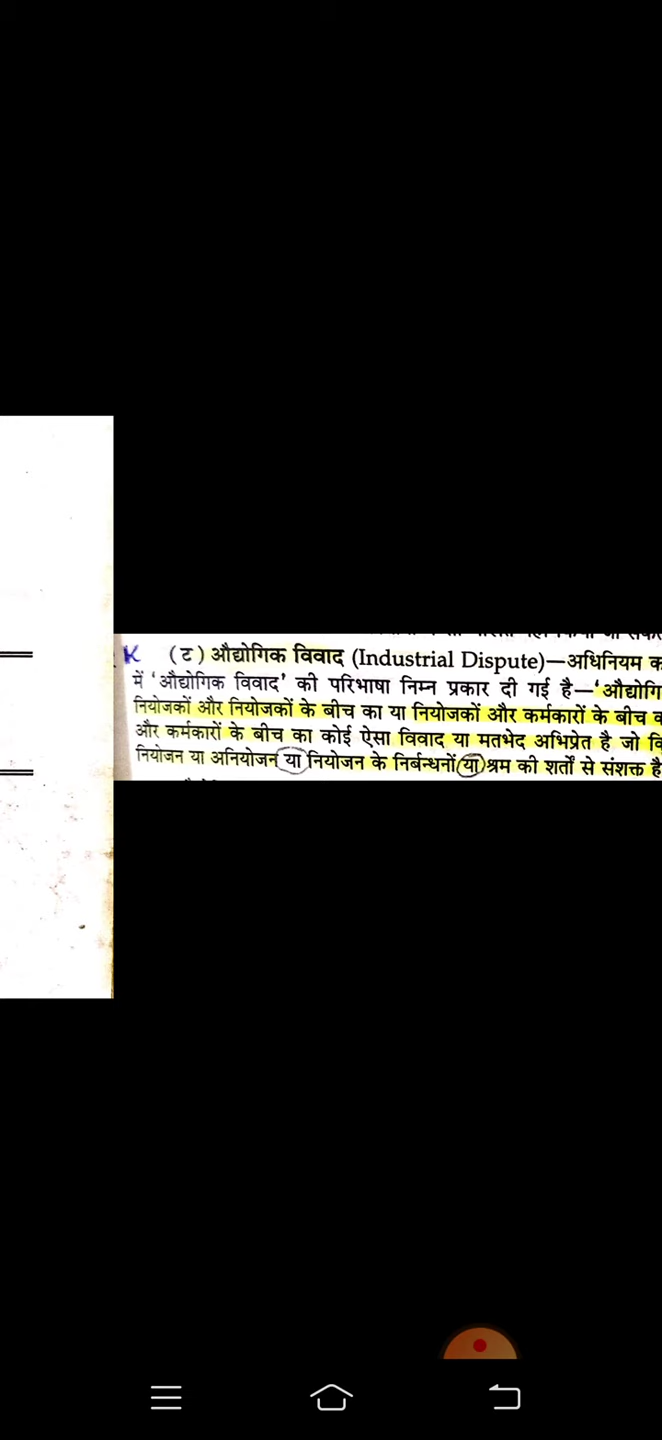 K (ट) औद्योगिक विवाद (Industrial Dispute)—अधिनियम
में 'औद्योगिक विवाद' की परिभाषा निम्न प्रकार दी गई है—'औद्योगि
नियोजकों और नियोजकों के बीच का या नियोजकों और कर्मकारों के बीच
और कर्मकारों के बीच का कोई ऐसा विवाद या मतभेद अभिप्रेत है जो
नियोजन या अनियोजन या नियोजन के निर्बन्धनों या श्रम की शर्तों से संशक्त है